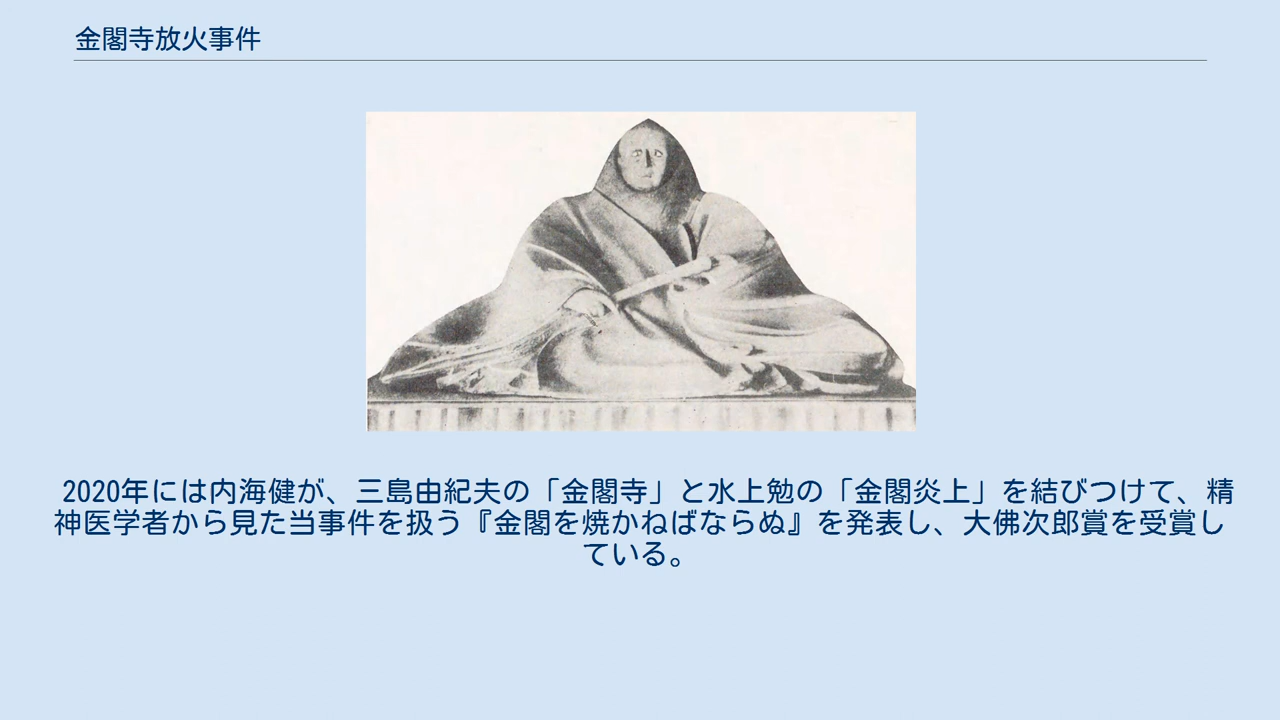 金閣寺放火事件
2020年には内海健が、三島由紀夫の「金閣寺」と水上勉の「金閣炎上」を結びつけて、精
神医学者から見た当事件を扱う『金閣を焼かねばならぬ』を発表し、大佛次郎賞を受賞し
ている。